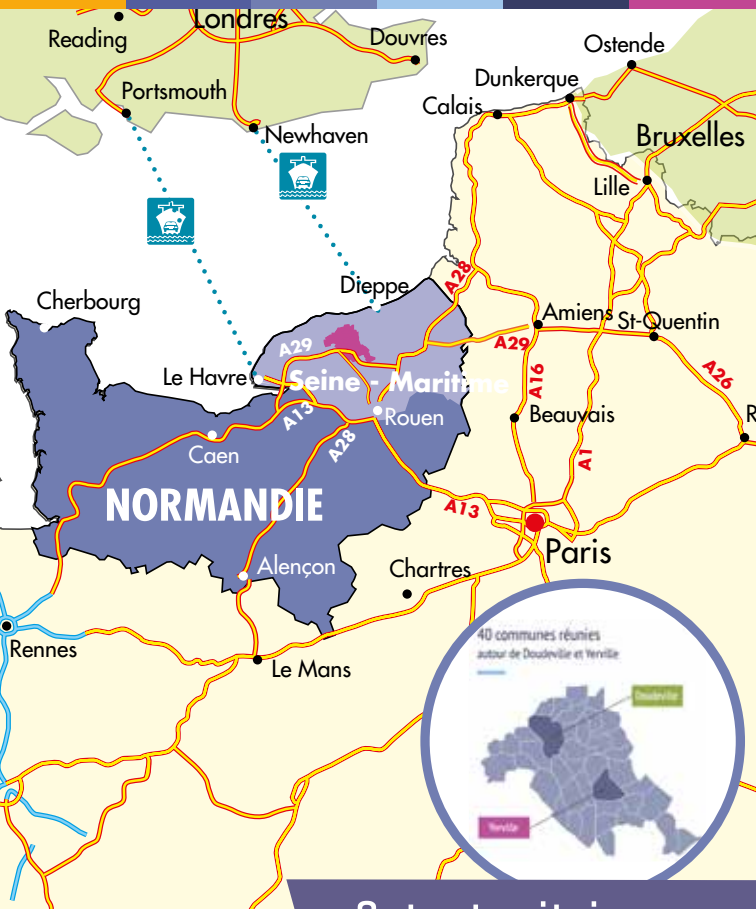 Londres
Reading
Douvres
Ostende
Portsmouth
Dunkerque
Calais
Newhaven
Bruxelles
Lille
Dieppe
A28
Cherbourg
Amiens
St-Quentin
A29
A29
Le Havre
Seine - Maritime
A16
A26
A13
Rouen
Beauvais
R
A28
Caen
A1
NORMANDIE
A13
Paris
Alençon
Chartres
Rennes
Le Mans
40 communes réunies
autour de Doudeville et Yerville
Doudeville
Yerville